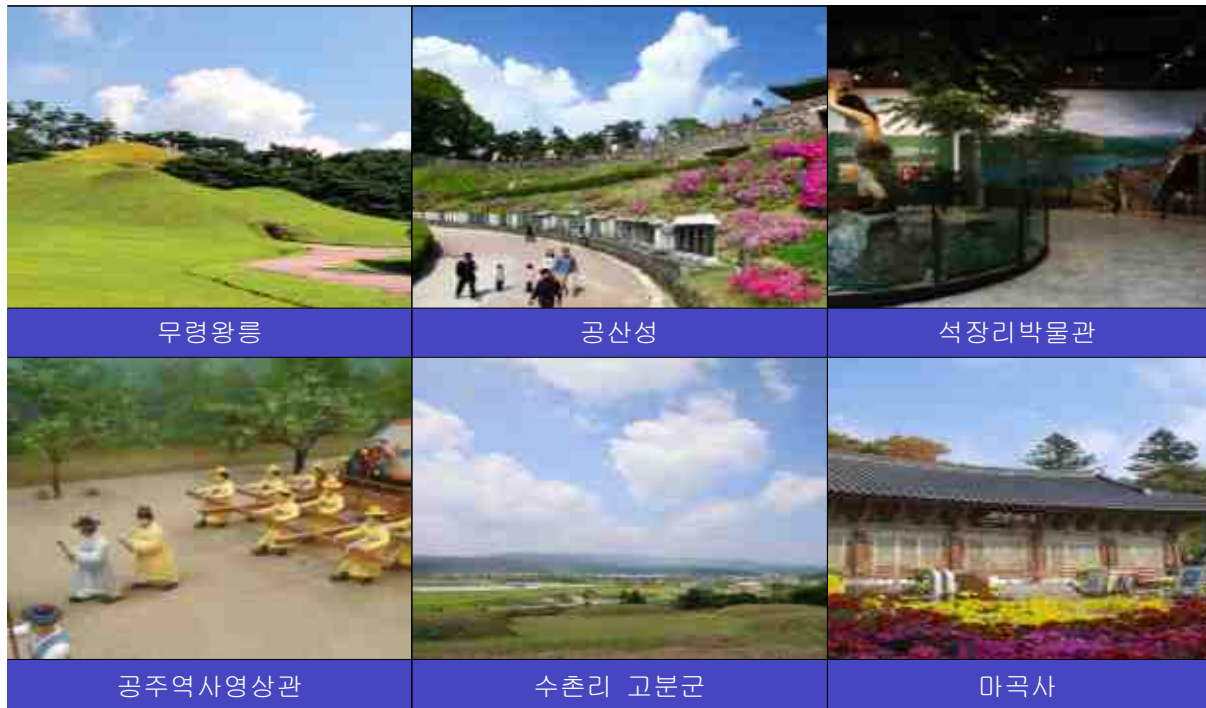 무령왕릉
공산성
석장리박물관
공주역사영상관
수촌리 고분군
마곡사